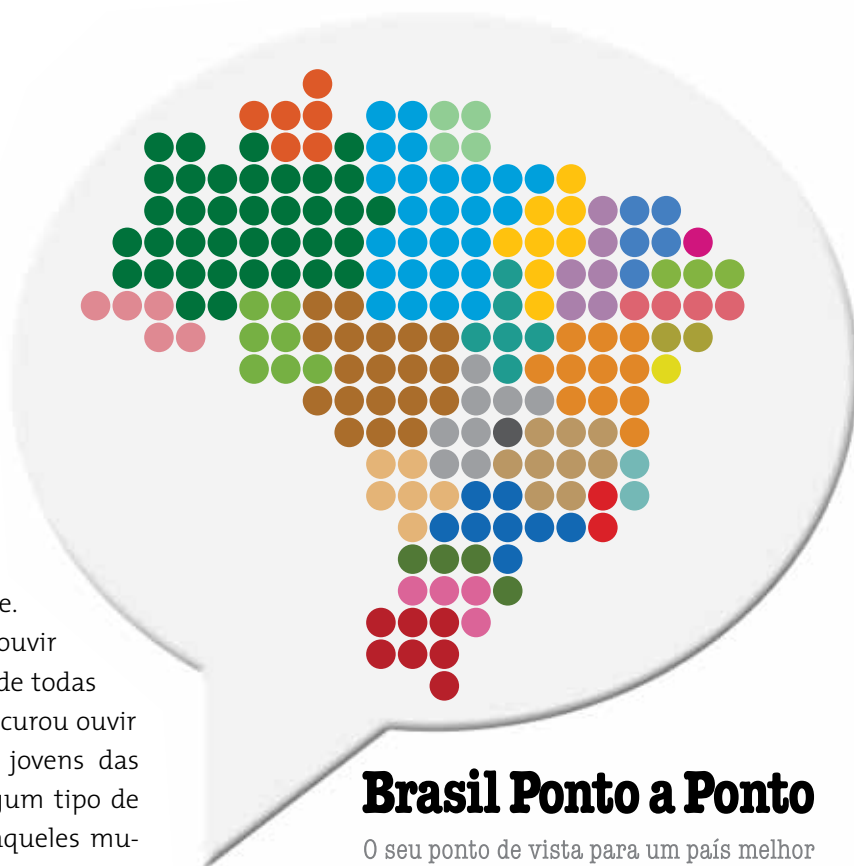 e.
ouvir
de todas
curou ouvir
jovens das
gum tipo de
aqueles mu-
Brasil Ponto a Ponto
O seu ponto de vista para um país melhor